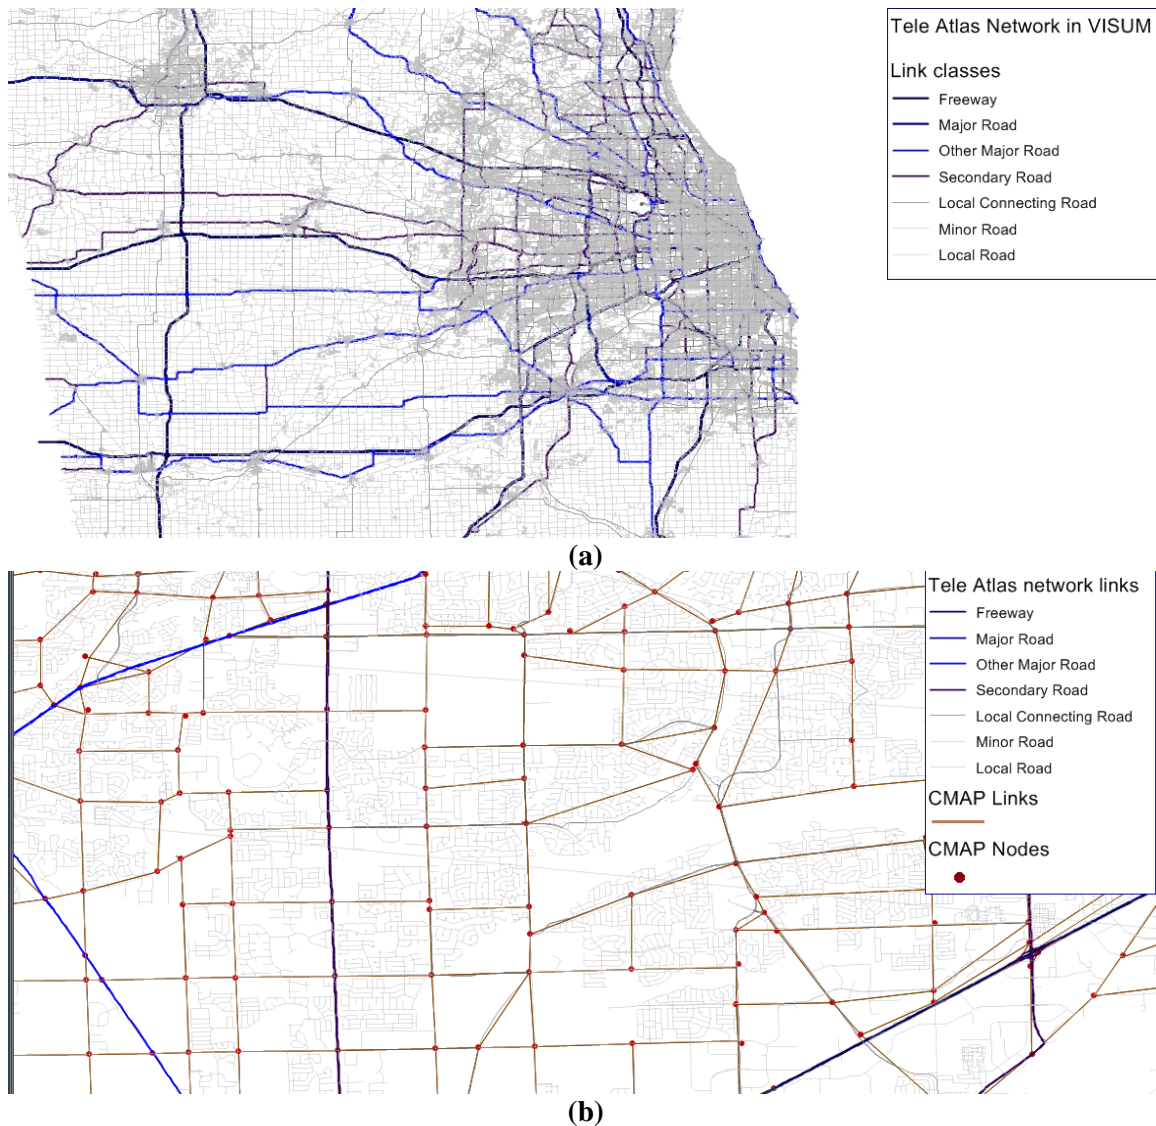 Tele Atlas Network in VISUM
Link classes
Freeway
Major Road
Other Major Road
Secondary Road
Local Connecting Road
Minor Road
Local Road
(a)
Tele Atlas network links
Freeway
Major Road
Other Major Road
Secondary Road
Local Connecting Road
Minor Road
Local Road
CMAP Links
CMAP Nodes
(b)